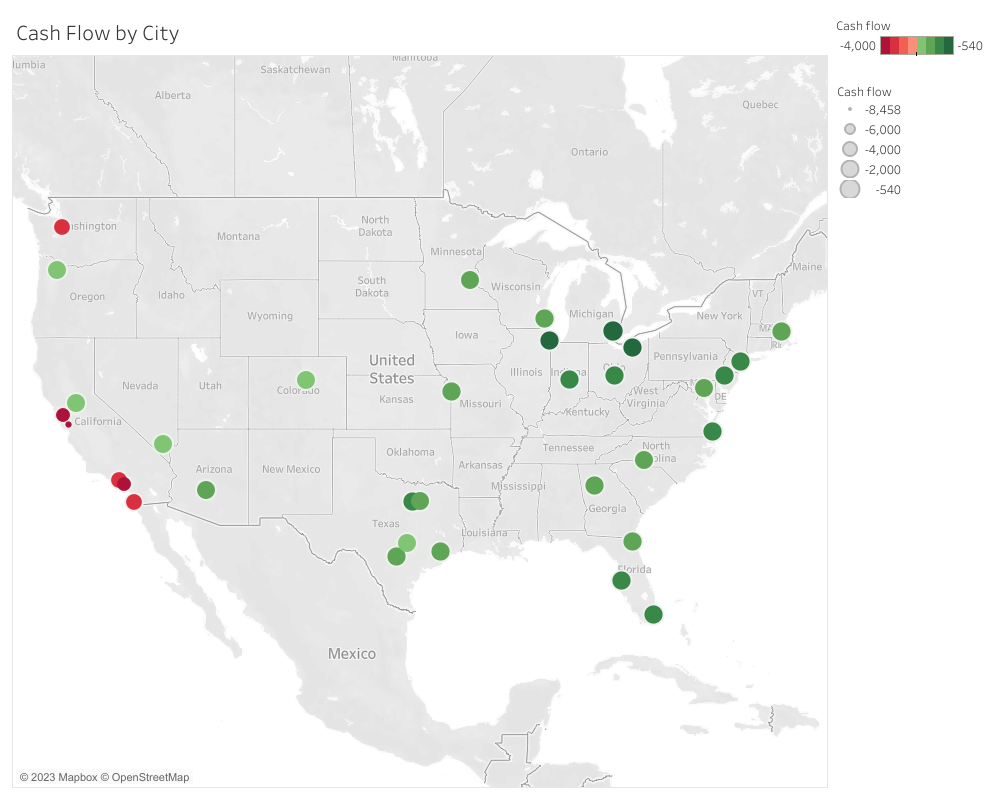 Cash Flow by City
Cash flow
-4,000 -540
Cash flow
-8,458
-6,000
-4,000
-2,000
-540
lumbia
Alberta
Saskatchewan
Manitoba
Ontario
Quebec
shington
Montana
North
Dakota
Minnesota
Maine
Oregon
Idaho
South
Dakota
Wisconsin
Michigan
VT
New York
MA
RI
Wyoming
Iowa
Pennsylvania
Nevada
Utah
Colorado
United
States
Kansas
Missouri
Illinois
Indiana
Ohio
West
Virginia
DE
Kentucky
California
Arizona
New Mexico
Oklahoma
Arkansas
Tennessee
North
olina
Mississippi
Georgia
Texas
Louisiana
Florida
Mexico
© 2023 Mapbox © OpenStreetMap